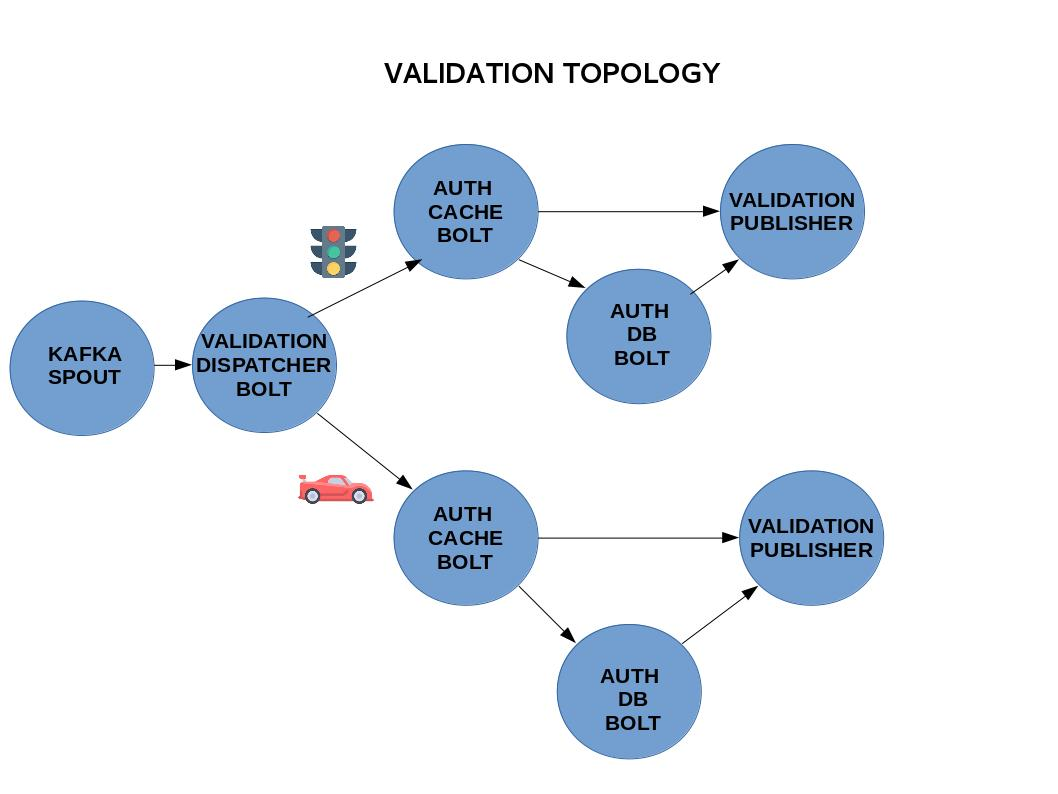 VALIDATION TOPOLOGY
AUTH
CACHE
BOLT
VALIDATION
PUBLISHER
AUTH
DB
BOLT
KAFKA
SPOUT
VALIDATION
DISPATCHER
BOLT
AUTH
CACHE
BOLT
VALIDATION
PUBLISHER
AUTH
DB
BOLT